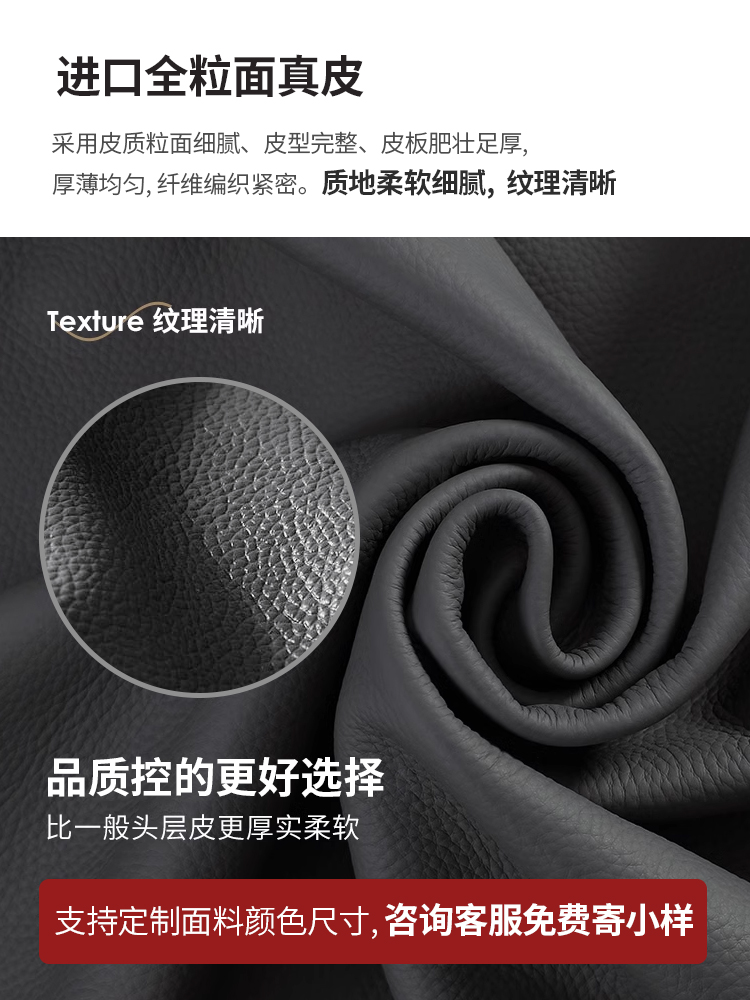 进口全粒面真皮
采用皮质粒面细腻、皮型完整、皮板肥壮足厚,
厚薄均匀, 纤维编织紧密。质地柔软细腻, 纹理清晰
Texture 纹理清晰
品质控的更好选择
比一般头层皮更厚实柔软
支持定制面料颜色尺寸, 咨询客服免费寄小样